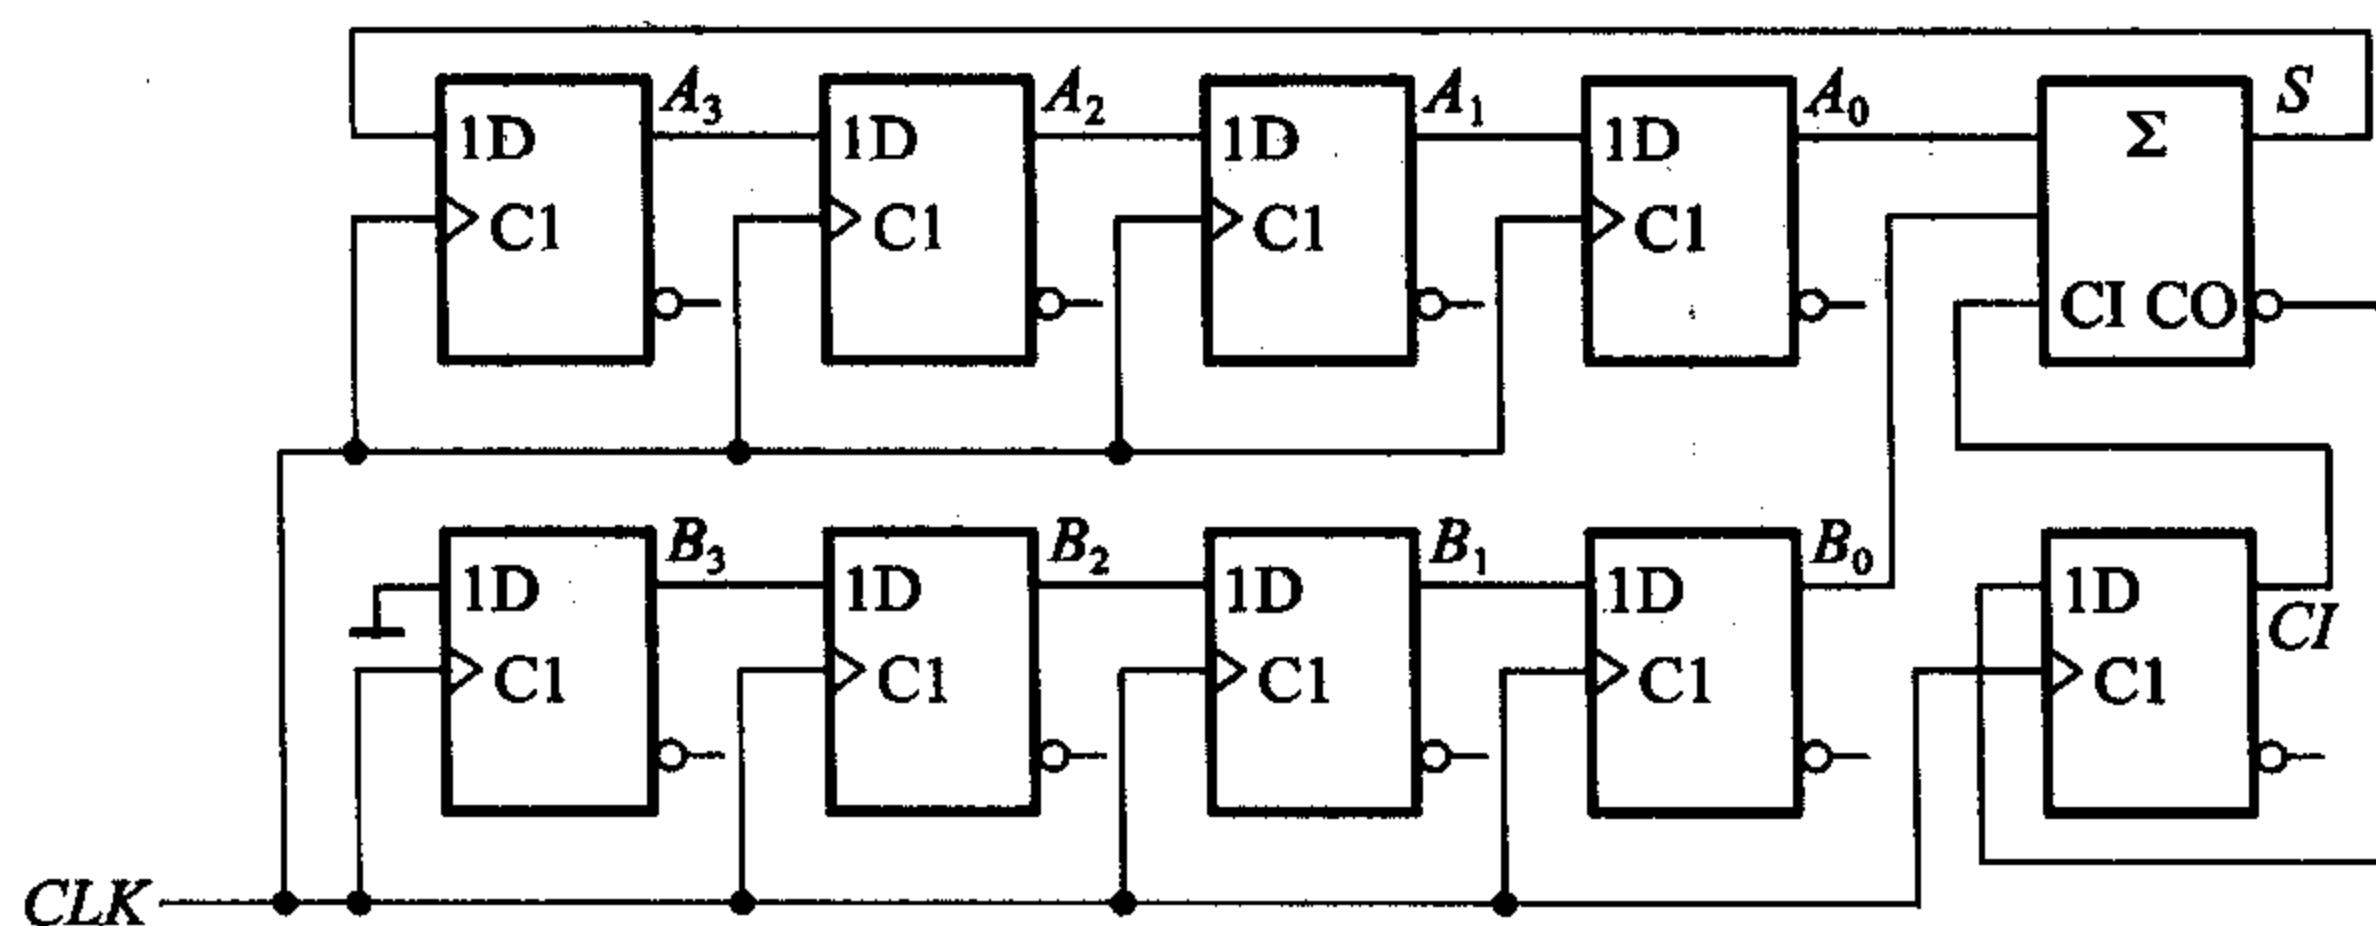 A₃ A₂ A₁ A₀ S
1D 1D 1D 1D Σ
C1 C1 C1 C1
CI CO
B₃ B₂ B₁ B₀
1D 1D 1D 1D 1D
CI
C1 C1 C1 C1 C1
CLK